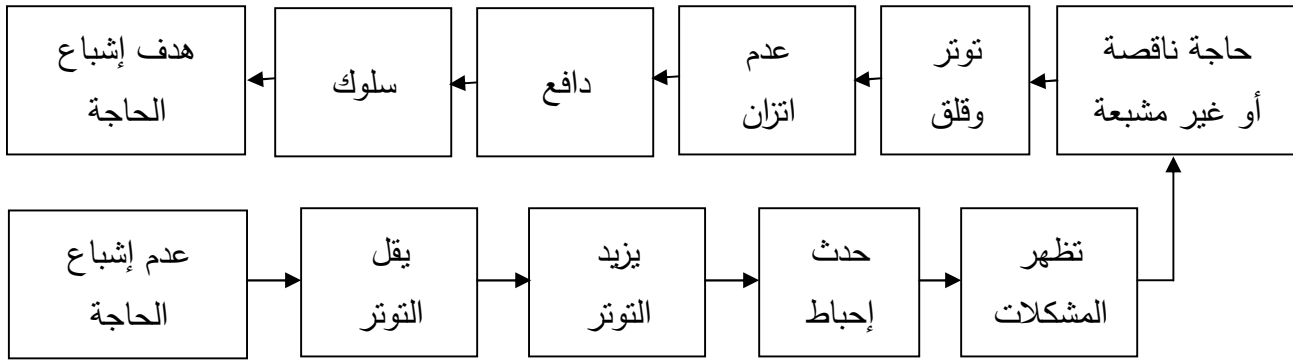 حاجة ناقصة
أو غير مشبعة
توتر
وقلق
عدم
اتزان
دافع
سلوك
هدف إشباع
الحاجة
عدم إشباع
الحاجة
يقل
التوتر
يزيد
التوتر
حدث
إحباط
تظهر
المشكلات